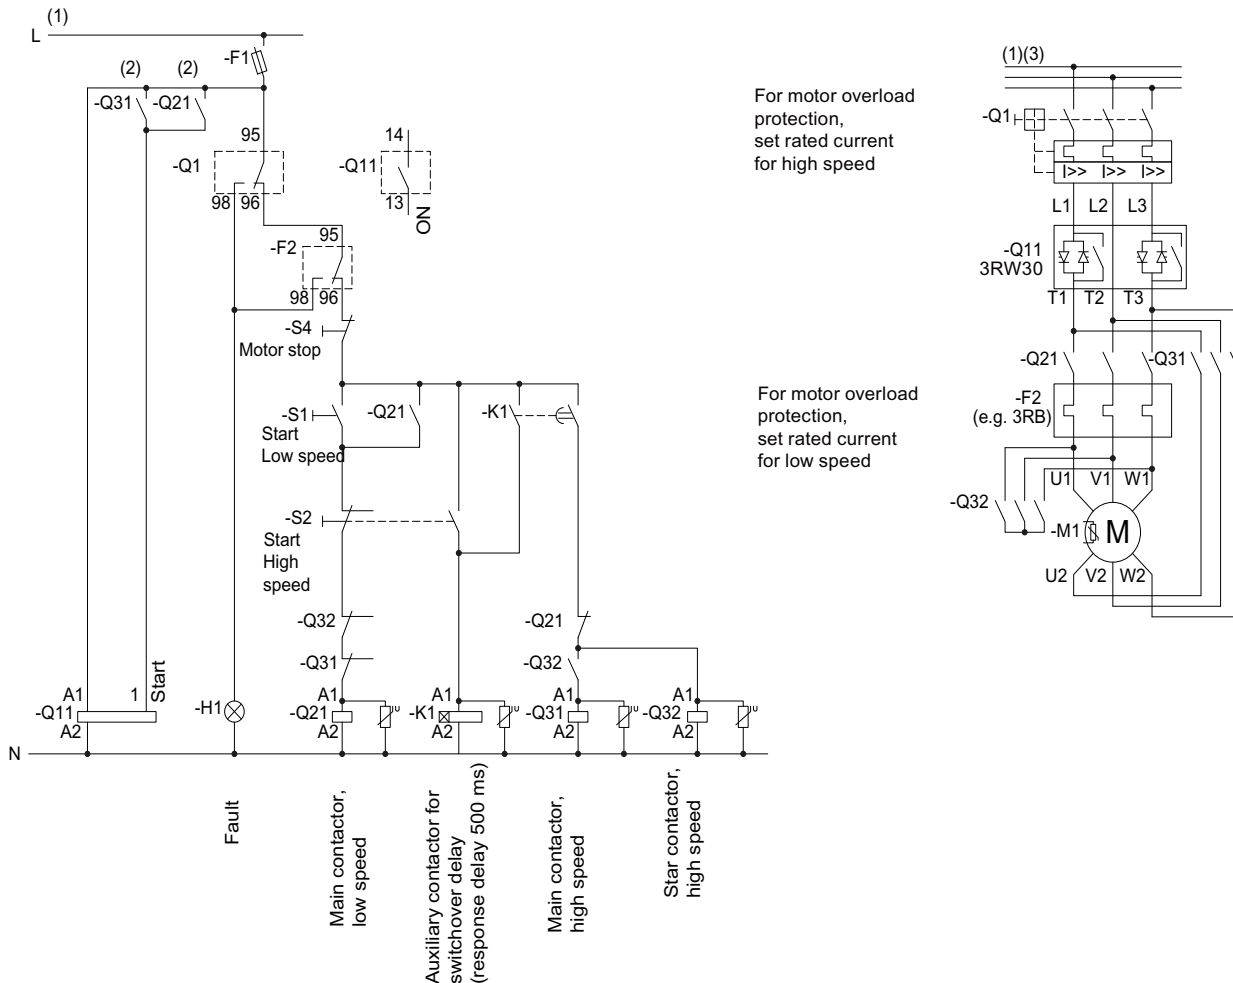 (1)
L
-F1
(2)
(2)
-Q31
-Q21
95
-Q1
98
96
14
-Q11
13
ON
95
-F2
98
96
-S4
Motor stop
-S1
Start
Low speed
-Q21
-K1
-S2
Start
High
speed
-Q32
-Q31
-Q21
-Q32
A1
1
Start
-Q11
A2
-H1
A1
-Q21
A2
U
A1
-K1
A2
U
A1
-Q31
A2
U
A1
-Q32
A2
U
N
Fault
Main contactor,
low speed
Auxiliary contactor for
switchover delay
(response delay 500 ms)
Main contactor,
high speed
Star contactor,
high speed
For motor overload
protection,
set rated current
for high speed
For motor overload
protection,
set rated current
for low speed
(1)(3)
-Q1
I>>
I>>
I>>
L1
L2
L3
-Q11
3RW30
T1
T2
T3
-Q21
-Q31
-F2
(e.g. 3RB)
U1
V1
W1
-Q32
-M1
M
U2
V2
W2